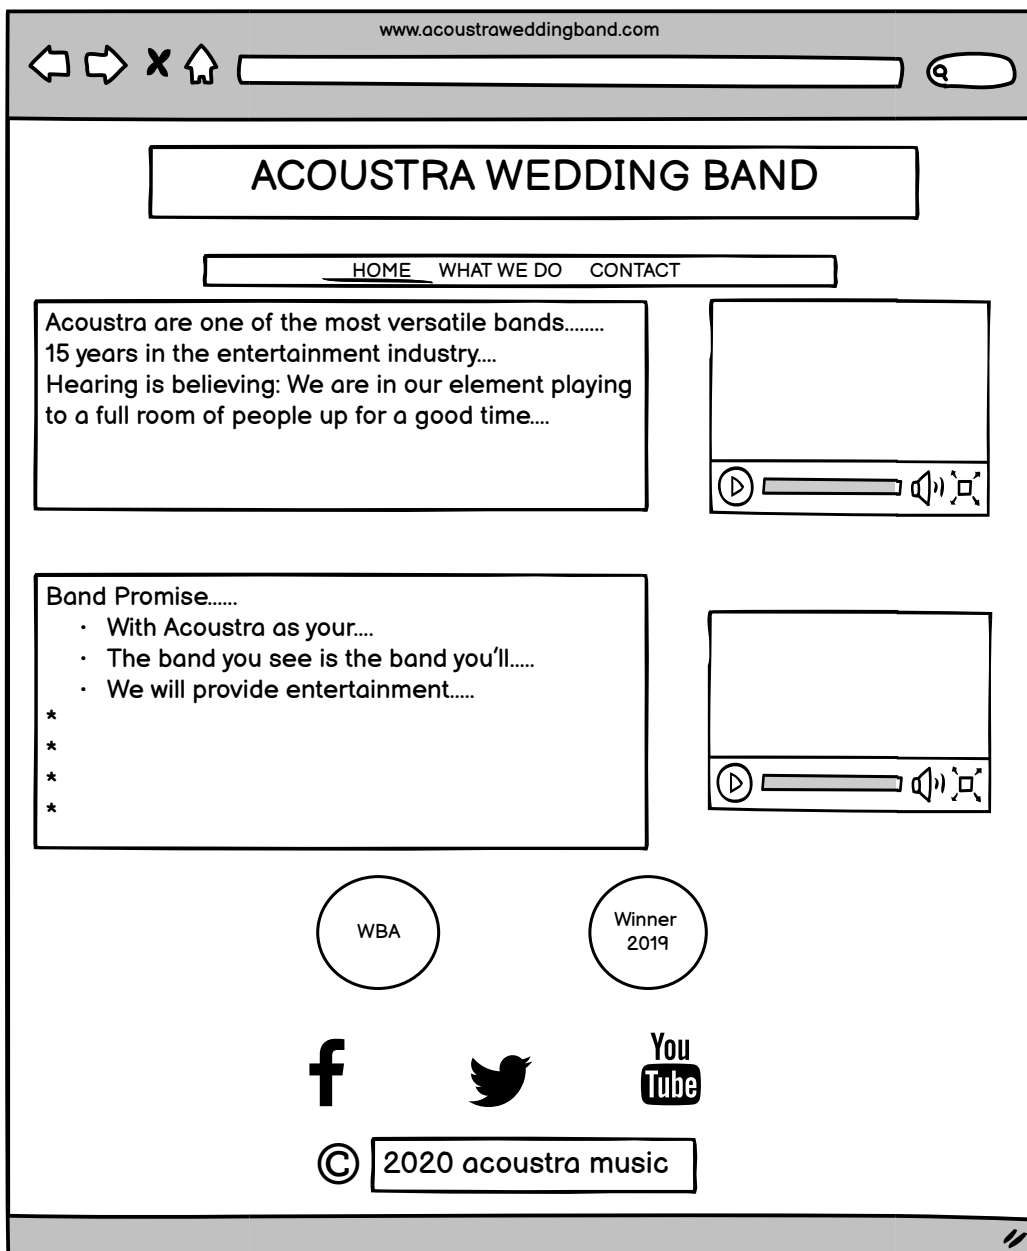 www.acoustraweddingband.com
ACOUSTRA WEDDING BAND
HOME WHAT WE DO CONTACT
Acoustra are one of the most versatile bands........
15 years in the entertainment industry....
Hearing is believing: We are in our element playing
to a full room of people up for a good time....
Band Promise......
· With Acoustra as your....
· The band you see is the band you'll.....
· We will provide entertainment.....
*
*
*
*
WBA
Winner
2019
f
You
Tube
© 2020 acoustra music